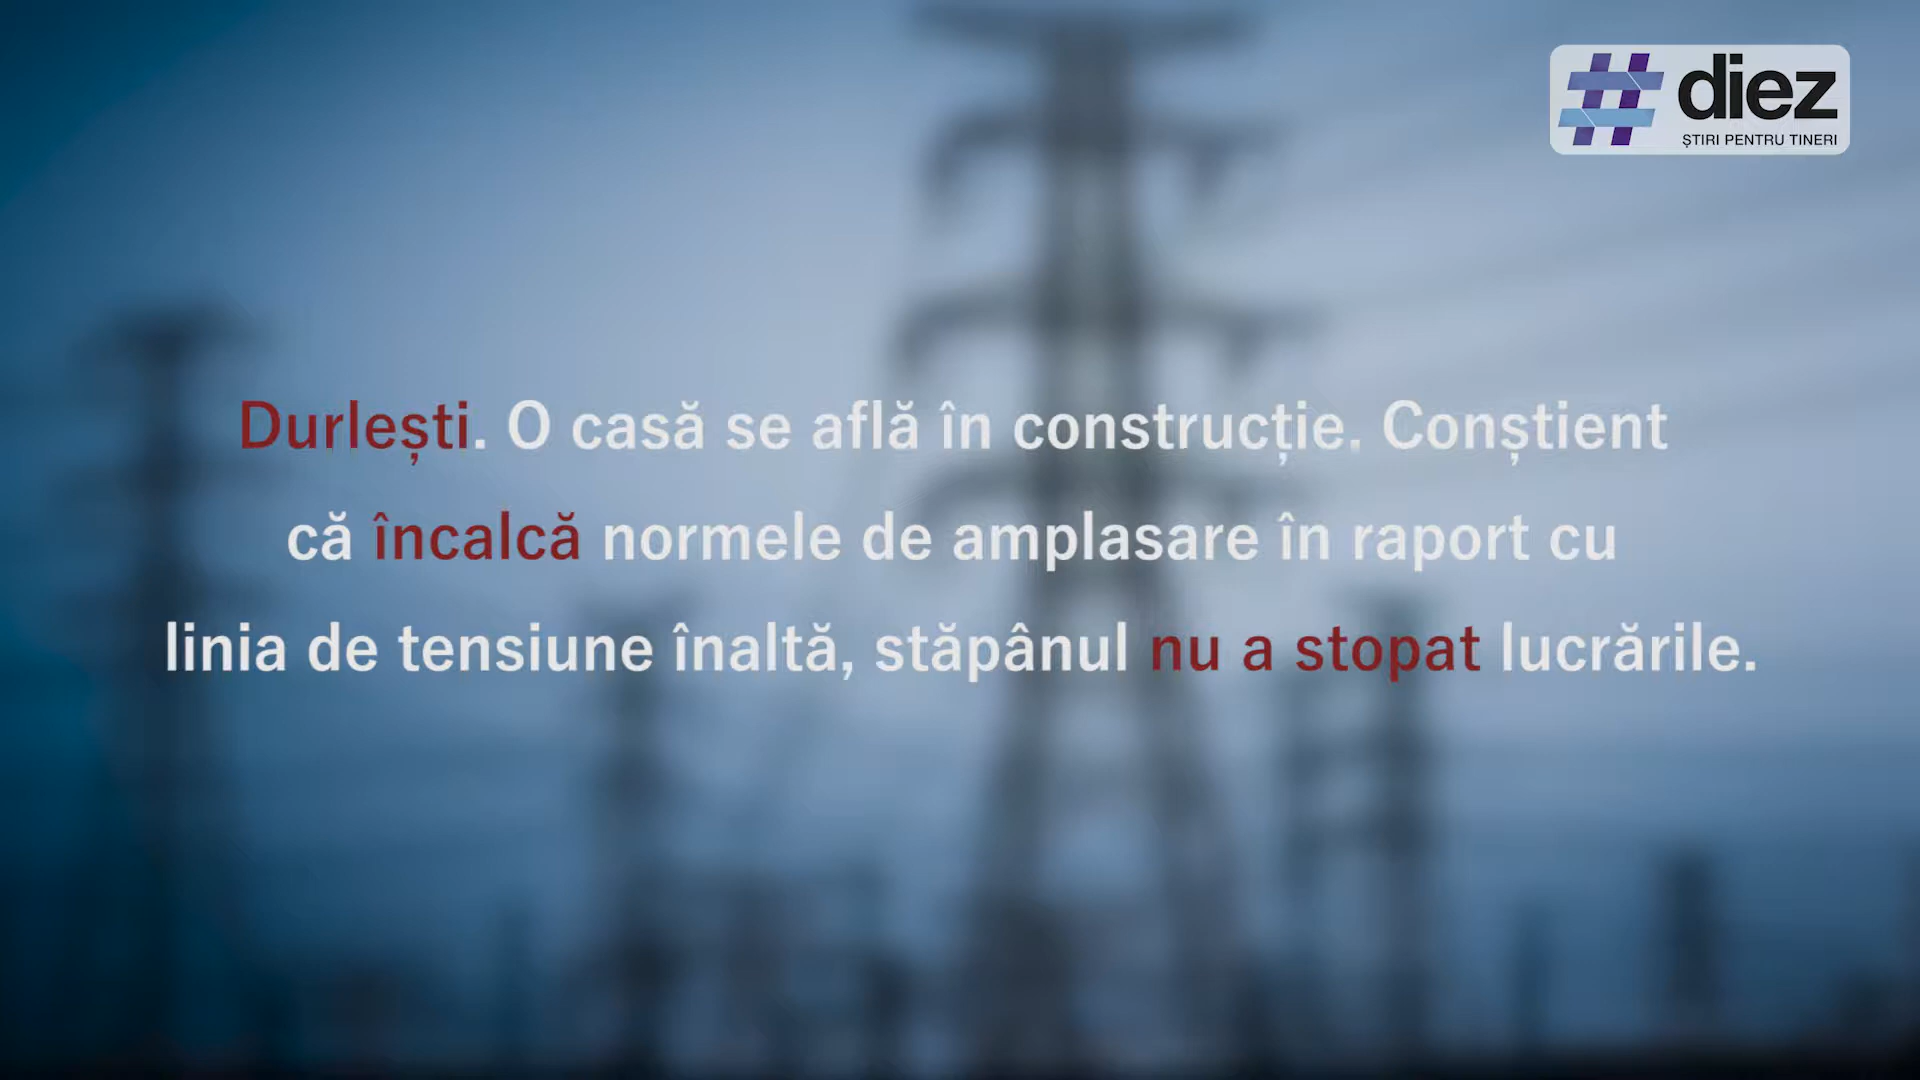 #diez
ȘTIRI PENTRU TINERI
Durlești. O casă se află în construcție. Conștient
că încalcă normele de amplasare în raport cu
linia de tensiune înaltă, stăpânul nu a stopat lucrările.